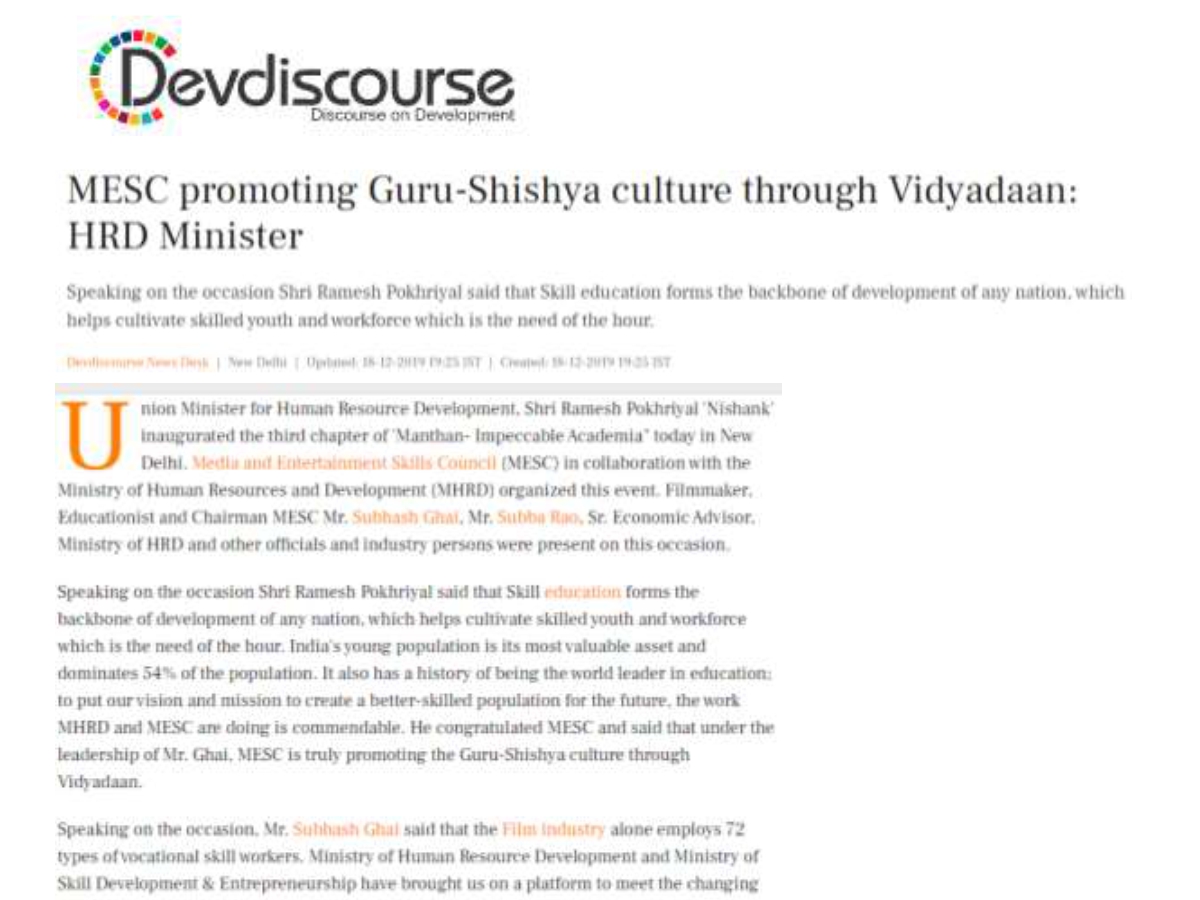 Devdiscourse
Discourse on Development
MESC promoting Guru-Shishya culture through Vidyadaan:
HRD Minister
Speaking on the occasion Shri Ramesh Pokhriyal said that Skill education forms the backbone of development of any nation, which
helps cultivate skilled youth and workforce which is the need of the hour.
Devdiscourse News Desk | New Delhi | Updated: 18-12-2019 19:25 IST | Created: 18-12-2019 19:25 IST
Union Minister for Human Resource Development, Shri Ramesh Pokhriyal 'Nishank'
inaugurated the third chapter of 'Manthan- Impeccable Academia" today in New
Delhi. Media and Entertainment Skills Council (MESC) in collaboration with the
Ministry of Human Resources and Development (MHRD) organized this event. Filmmaker,
Educationist and Chairman MESC Mr. Subhash Ghai, Mr. Subba Rao, Sr. Economic Advisor,
Ministry of HRD and other officials and industry persons were present on this occasion.
Speaking on the occasion Shri Ramesh Pokhriyal said that Skill education forms the
backbone of development of any nation, which helps cultivate skilled youth and workforce
which is the need of the hour. India's young population is its most valuable asset and
dominates 54% of the population. It also has a history of being the world leader in education;
to put our vision and mission to create a better-skilled population for the future, the work
MHRD and MESC are doing is commendable. He congratulated MESC and said that under the
leadership of Mr. Ghai, MESC is truly promoting the Guru-Shishya culture through
Vidyadaan.
Speaking on the occasion, Mr. Subhash Ghai said that the Film industry alone employs 72
types of vocational skill workers. Ministry of Human Resource Development and Ministry of
Skill Development & Entrepreneurship have brought us on a platform to meet the changing